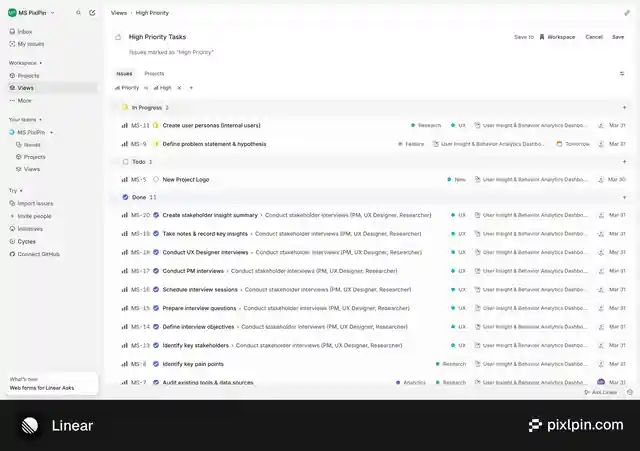 MS PixlPin
Views › High Priority
Inbox
My issues
Workspace
Projects
Views
More
Your teams
MS PixlPin
Issues
Projects
Views
Try
Import issues
Invite people
Initiatives
Cycles
Connect GitHub
What's new
Web forms for Linear Asks
High Priority Tasks
Save to Workspace Cancel Save
Issues marked as "High Priority"
Issues Projects
Priority is High × +
In Progress 2
MS-11 Create user personas (internal users) Research UX User Insight & Behavior Analytics Dashbo... Mar 31
MS-9 Define problem statement & hypothesis Feature User Insight & Behavior Analytics Dashbo... Tomorrow Mar 31
Todo 1
MS-5 New Project Logo New User Insight & Behavior Analytics Dashbo... Mar 30
Done 11
MS-20 Create stakeholder insight summary › Conduct stakeholder interviews (PM, UX Designer, Researcher) UX User Insight & Behavior Analytics Dashbo... Mar 31
MS-19 Take notes & record key insights › Conduct stakeholder interviews (PM, UX Designer, Researcher) UX User Insight & Behavior Analytics Dashbo... Mar 31
MS-18 Conduct UX Designer interviews › Conduct stakeholder interviews (PM, UX Designer, Researcher) UX User Insight & Behavior Analytics Dashbo... Mar 31
MS-17 Conduct PM interviews › Conduct stakeholder interviews (PM, UX Designer, Researcher) UX User Insight & Behavior Analytics Dashbo... Mar 31
MS-16 Schedule interview sessions › Conduct stakeholder interviews (PM, UX Designer, Researcher) UX User Insight & Behavior Analytics Dashbo... Mar 31
MS-15 Prepare interview questions › Conduct stakeholder interviews (PM, UX Designer, Researcher) UX User Insight & Behavior Analytics Dashbo... Mar 31
MS-14 Define interview objectives › Conduct stakeholder interviews (PM, UX Designer, Researcher) UX User Insight & Behavior Analytics Dashbo... Mar 31
MS-13 Identify key stakeholders › Conduct stakeholder interviews (PM, UX Designer, Researcher) UX User Insight & Behavior Analytics Dashbo... Mar 31
MS-8 Identify key pain points Research User Insight & Behavior Analytics Dashbo... Mar 31
MS-7 Audit existing tools & data sources Analytics Research User Insight & Behavior Analytics Dashbo... Mar 31
Ask Linear
Linear
pixlpin.com